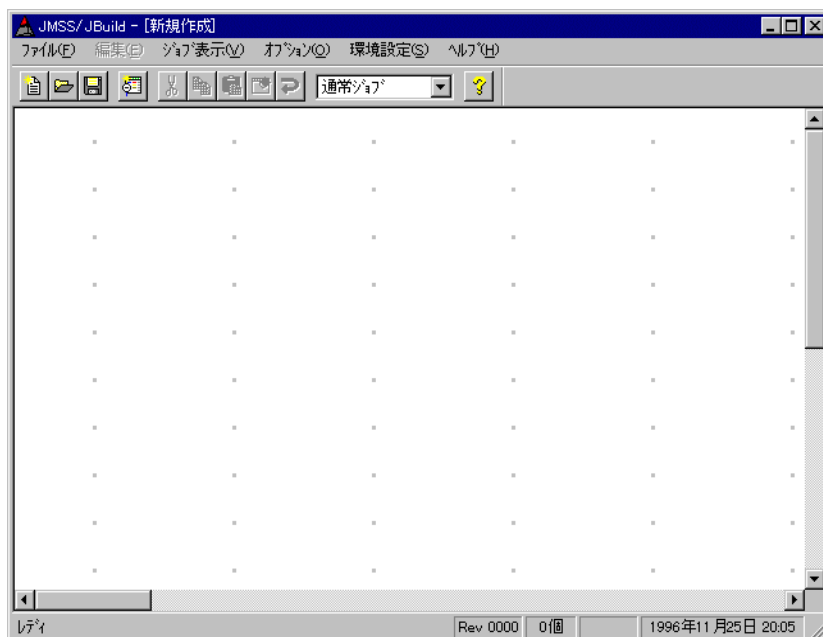 JMSS/JBuild - [新規作成]
ファイル(F) 編集(E) ジョブ表示(V) オプション(O) 環境設定(S) ヘルプ(H)
通常ジョブ
レディ Rev 0000 0個 1996年11月25日 20:05